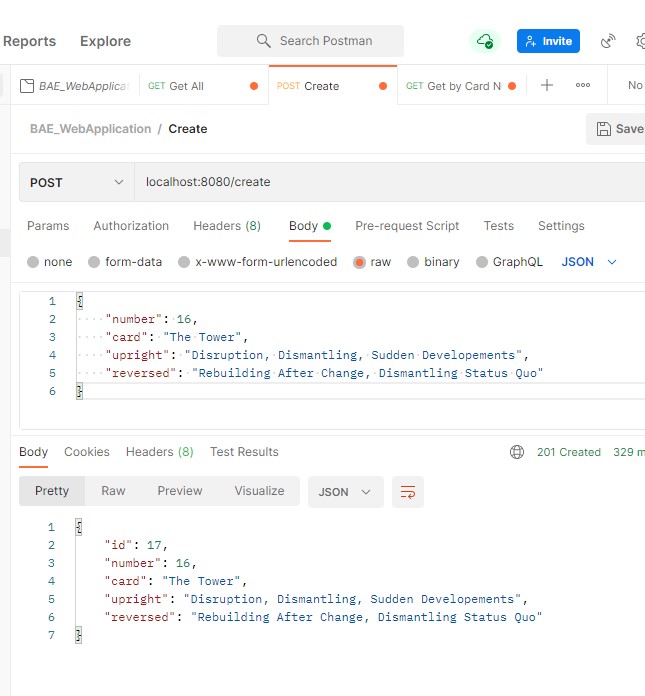 Reports Explore Search Postman Invite
BAE_WebApplica GET Get All POST Create GET Get by Card N + ooo No
BAE_WebApplication / Create Save
POST localhost:8080/create
Params Authorization Headers (8) Body Pre-request Script Tests Settings
none form-data x-www-form-urlencoded raw binary GraphQL JSON
1 {
2 "number": 16,
3 "card": "The Tower",
4 "upright": "Disruption, Dismantling, Sudden Developements",
5 "reversed": "Rebuilding After Change, Dismantling Status Quo"
6 }
Body Cookies Headers (8) Test Results 201 Created 329 m
Pretty Raw Preview Visualize JSON
1 {
2 "id": 17,
3 "number": 16,
4 "card": "The Tower",
5 "upright": "Disruption, Dismantling, Sudden Developements",
6 "reversed": "Rebuilding After Change, Dismantling Status Quo"
7 }